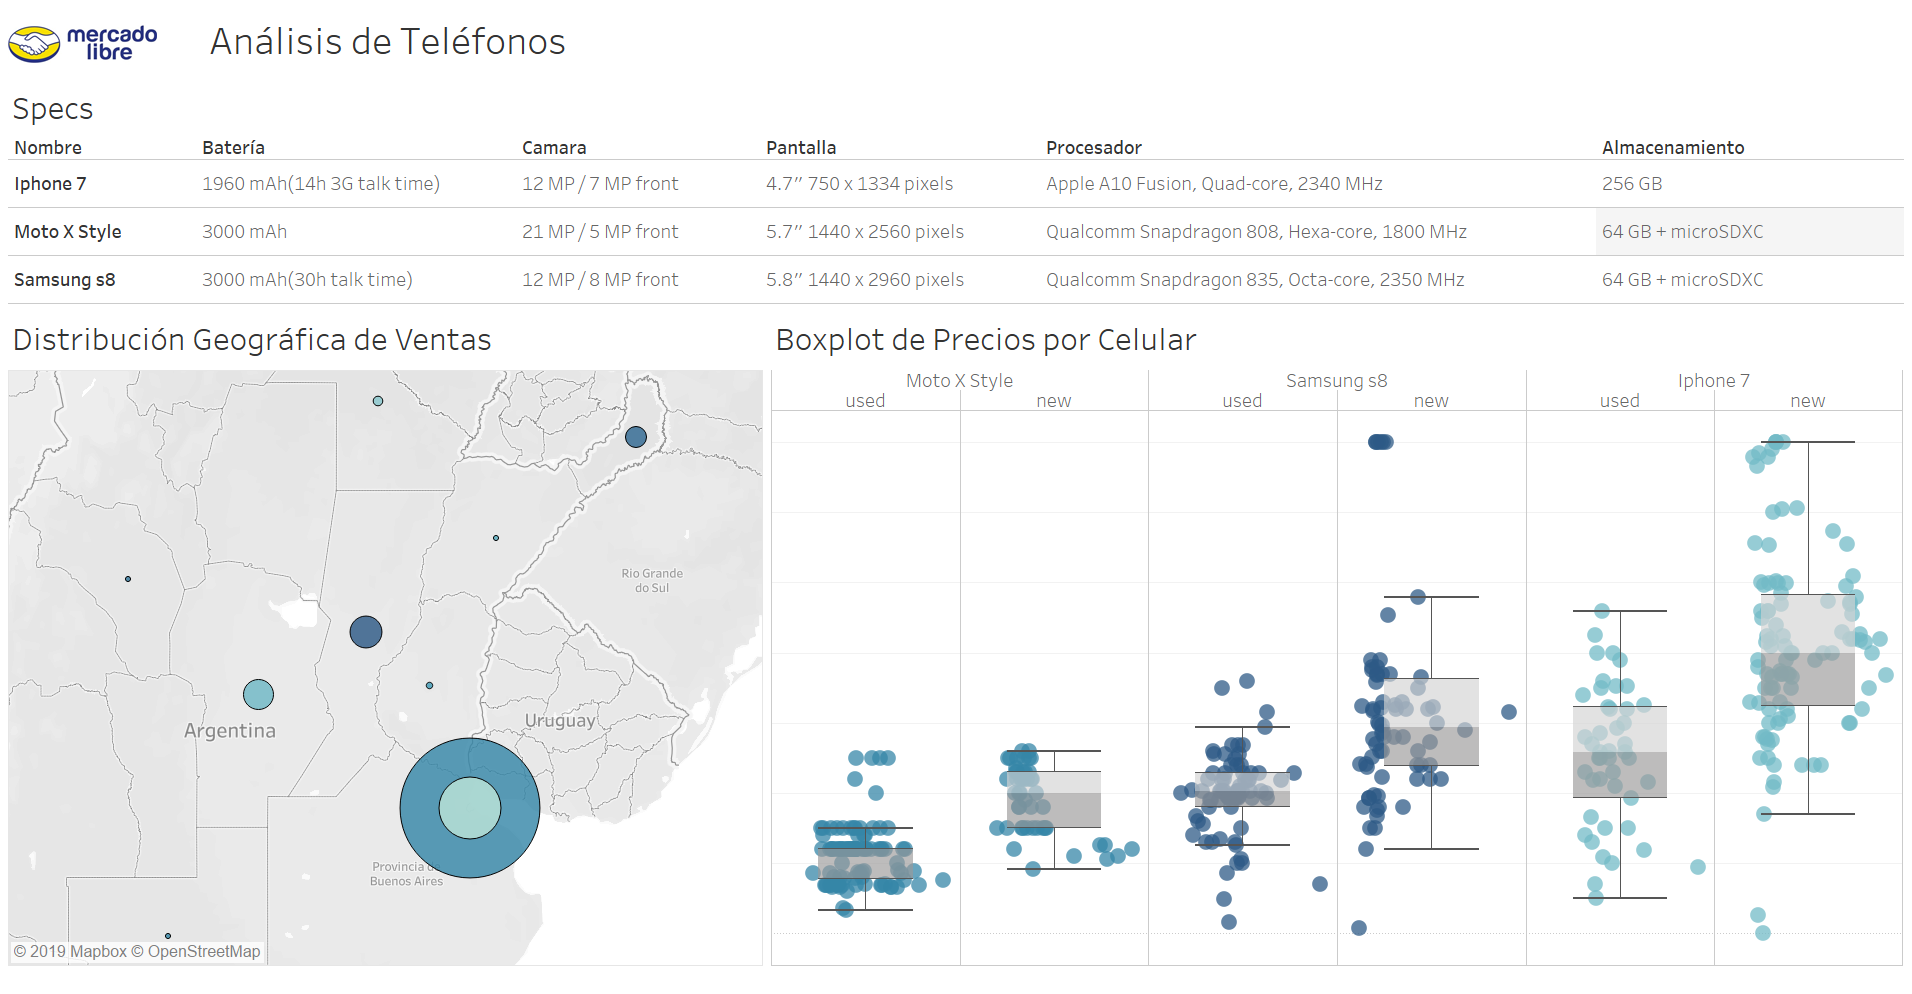 mercado
libre
Análisis de Teléfonos
Specs
Nombre Batería Camara Pantalla Procesador Almacenamiento
Iphone 7 1960 mAh(14h 3G talk time) 12 MP / 7 MP front 4.7″ 750 x 1334 pixels Apple A10 Fusion, Quad-core, 2340 MHz 256 GB
Moto X Style 3000 mAh 21 MP / 5 MP front 5.7″ 1440 x 2560 pixels Qualcomm Snapdragon 808, Hexa-core, 1800 MHz 64 GB + microSDXC
Samsung s8 3000 mAh(30h talk time) 12 MP / 8 MP front 5.8″ 1440 x 2960 pixels Qualcomm Snapdragon 835, Octa-core, 2350 MHz 64 GB + microSDXC
Distribución Geográfica de Ventas
Rio Grande
do Sul
Argentina
Uruguay
Provincia
Buenos Aires
© 2019 Mapbox © OpenStreetMap
Boxplot de Precios por Celular
Moto X Style Samsung s8 Iphone 7
used new used new used new